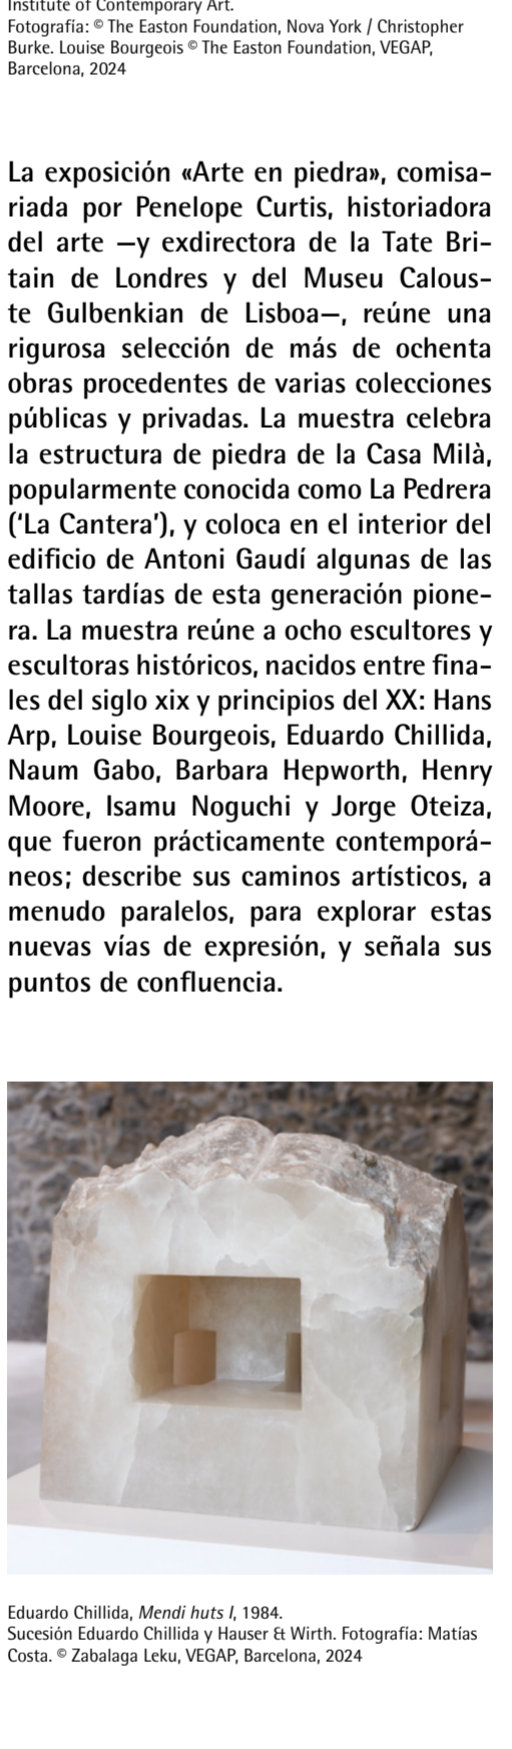 Institute of Contemporary Art.
Fotografía: © The Easton Foundation, Nova York / Christopher
Burke. Louise Bourgeois © The Easton Foundation, VEGAP,
Barcelona, 2024
La exposición «Arte en piedra», comisa-
riada por Penelope Curtis, historiadora
del arte —y exdirectora de la Tate Bri-
tain de Londres y del Museu Calous-
te Gulbenkian de Lisboa—, reúne una
rigurosa selección de más de ochenta
obras procedentes de varias colecciones
públicas y privadas. La muestra celebra
la estructura de piedra de la Casa Milà,
popularmente conocida como La Pedrera
(‘La Cantera’), y coloca en el interior del
edificio de Antoni Gaudí algunas de las
tallas tardías de esta generación pione-
ra. La muestra reúne a ocho escultores y
escultoras históricos, nacidos entre fina-
les del siglo xix y principios del XX: Hans
Arp, Louise Bourgeois, Eduardo Chillida,
Naum Gabo, Barbara Hepworth, Henry
Moore, Isamu Noguchi y Jorge Oteiza,
que fueron prácticamente contemporá-
neos; describe sus caminos artísticos, a
menudo paralelos, para explorar estas
nuevas vías de expresión, y señala sus
puntos de confluencia.
Eduardo Chillida, Mendi huts I, 1984.
Sucesión Eduardo Chillida y Hauser & Wirth. Fotografía: Matías
Costa. © Zabalaga Leku, VEGAP, Barcelona, 2024